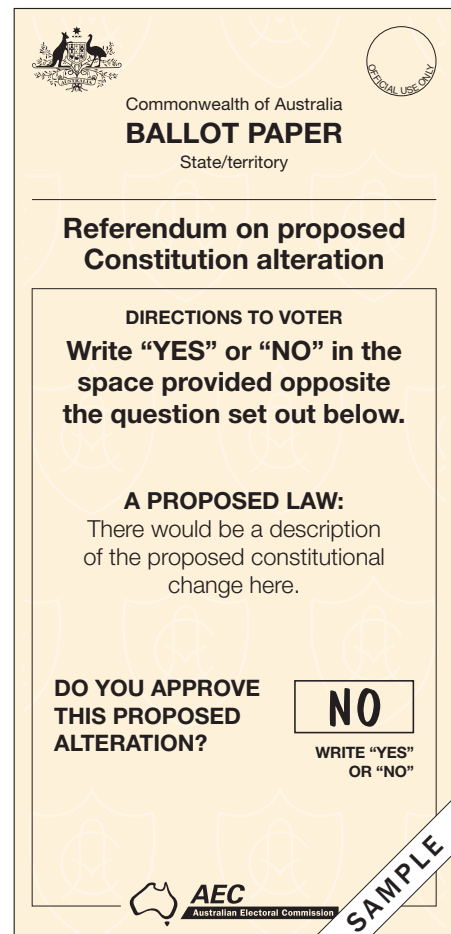 AUSTRALIA
OFFICIAL USE ONLY
Commonwealth of Australia
BALLOT PAPER
State/territory
Referendum on proposed
Constitution alteration
DIRECTIONS TO VOTER
Write “YES” or “NO” in the
space provided opposite
the question set out below.
A PROPOSED LAW:
There would be a description
of the proposed constitutional
change here.
DO YOU APPROVE
THIS PROPOSED
ALTERATION?
NO
WRITE “YES”
OR “NO”
AEC
Australian Electoral Commission
SAMPLE